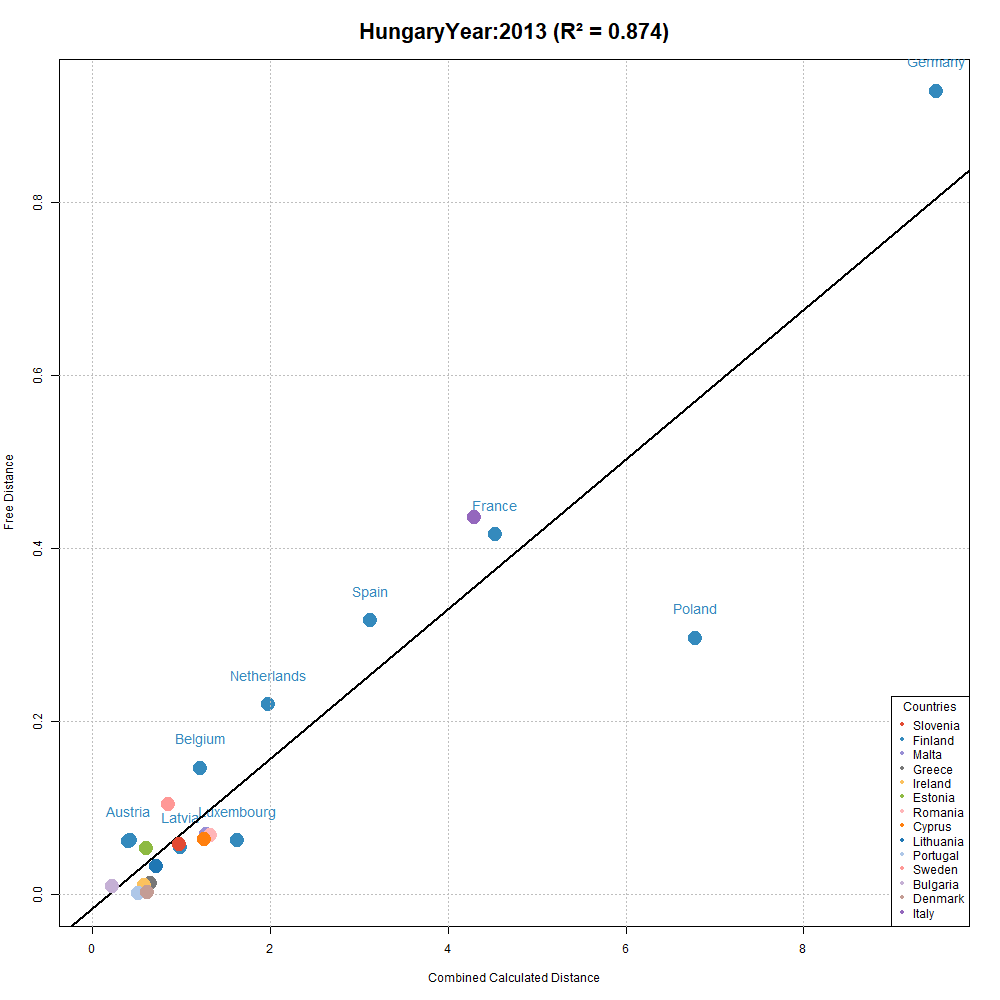 HungaryYear:2013 (R² = 0.874)
Germany
0.8
0.6
Free Distance
France
0.4
Spain
Poland
Netherlands
0.2
Belgium
Austria
Latvia
Luxembourg
0.0
Countries
Slovenia
Finland
Malta
Greece
Ireland
Estonia
Romania
Cyprus
Lithuania
Portugal
Sweden
Bulgaria
Denmark
Italy
0 2 4 6 8
Combined Calculated Distance